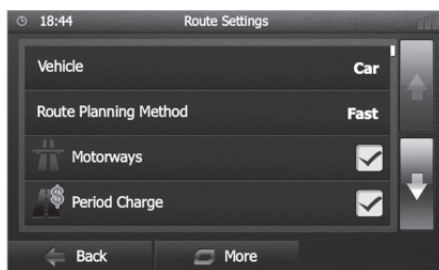 18:44 Route Settings
Vehicle Car
Route Planning Method Fast
Motorways
Period Charge
Back More